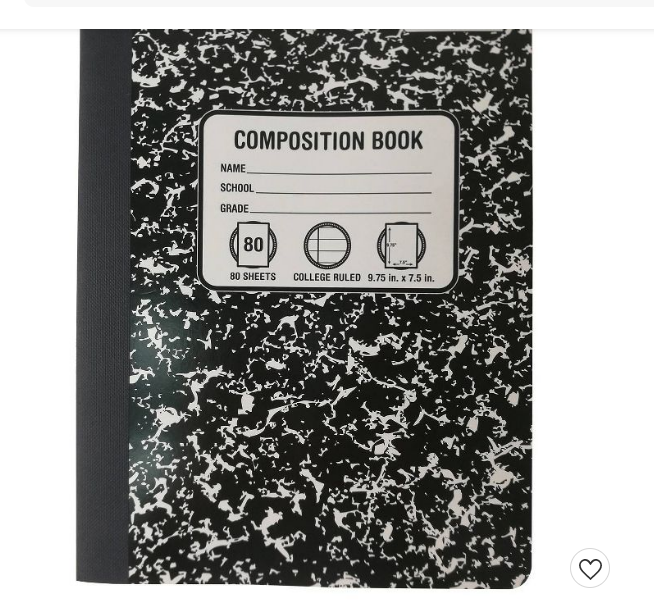 COMPOSITION BOOK
NAME
SCHOOL
GRADE
80
80 SHEETS COLLEGE RULED 9.75 in. x 7.5 in.